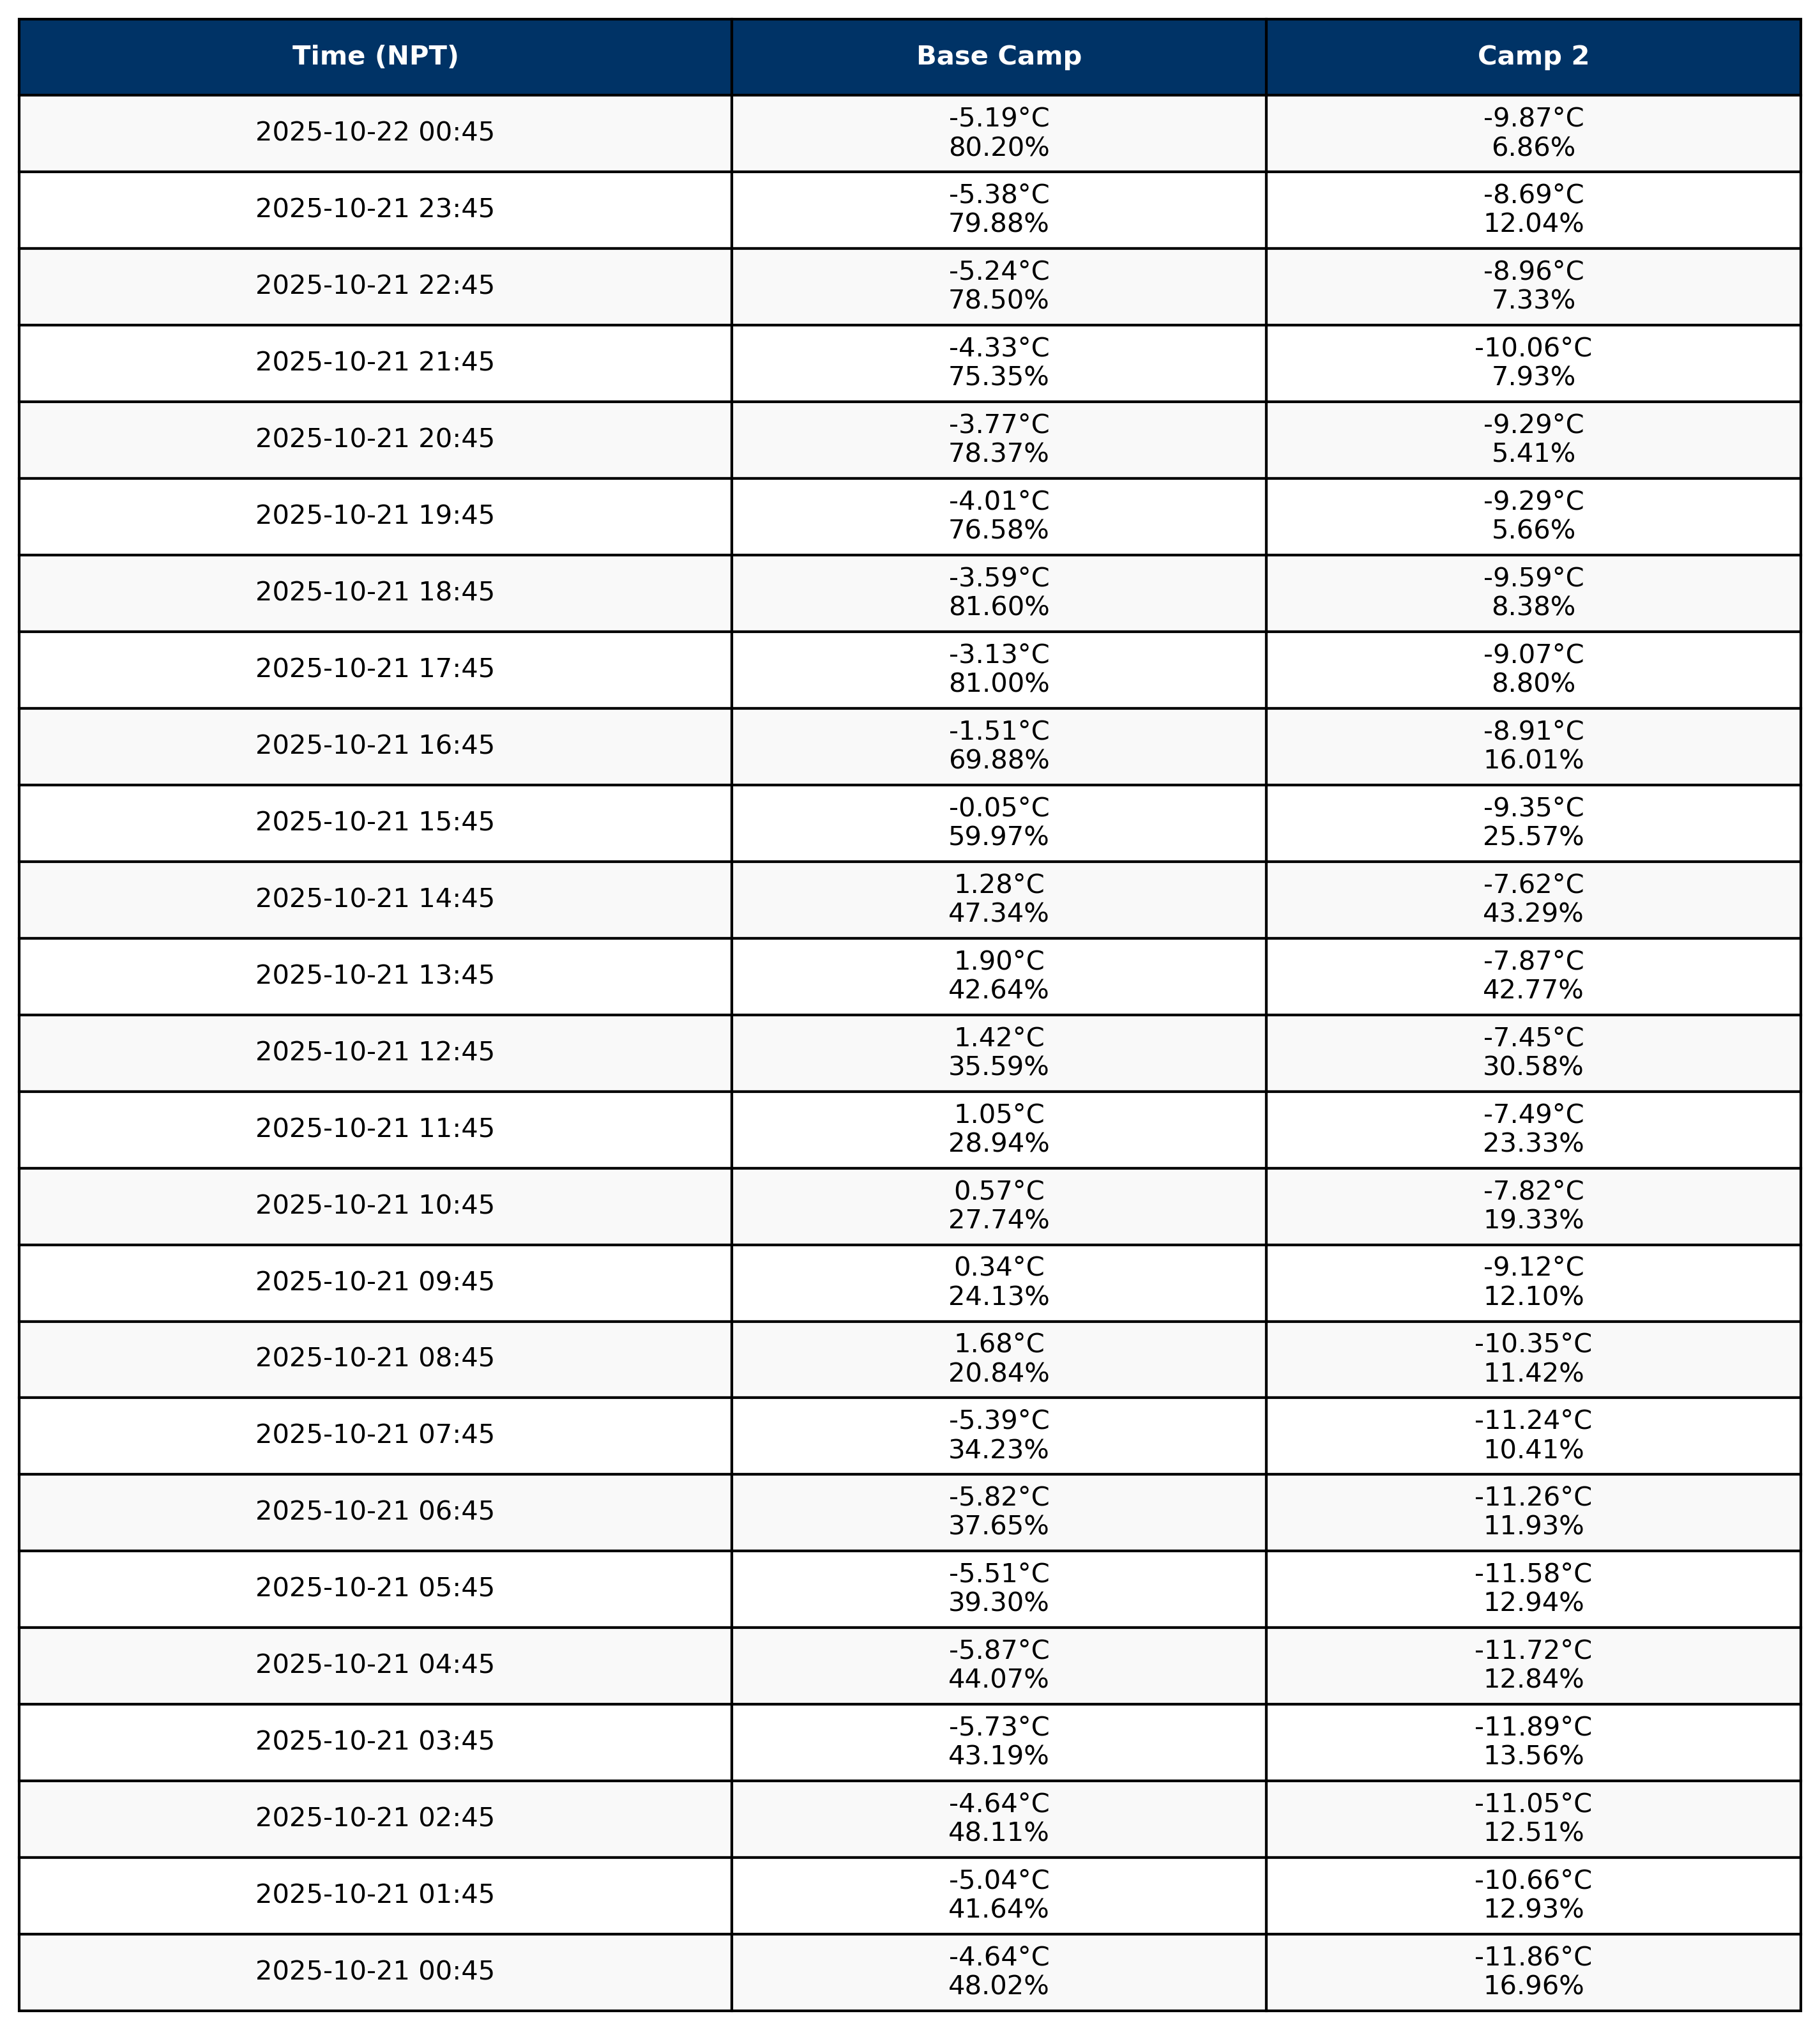 Time (NPT) Base Camp Camp 2
2025-10-22 00:45 -5.19°C -9.87°C
80.20% 6.86%
2025-10-21 23:45 -5.38°C -8.69°C
79.88% 12.04%
2025-10-21 22:45 -5.24°C -8.96°C
78.50% 7.33%
2025-10-21 21:45 -4.33°C -10.06°C
75.35% 7.93%
2025-10-21 20:45 -3.77°C -9.29°C
78.37% 5.41%
2025-10-21 19:45 -4.01°C -9.29°C
76.58% 5.66%
2025-10-21 18:45 -3.59°C -9.59°C
81.60% 8.38%
2025-10-21 17:45 -3.13°C -9.07°C
81.00% 8.80%
2025-10-21 16:45 -1.51°C -8.91°C
69.88% 16.01%
2025-10-21 15:45 -0.05°C -9.35°C
59.97% 25.57%
2025-10-21 14:45 1.28°C -7.62°C
47.34% 43.29%
2025-10-21 13:45 1.90°C -7.87°C
42.64% 42.77%
2025-10-21 12:45 1.42°C -7.45°C
35.59% 30.58%
2025-10-21 11:45 1.05°C -7.49°C
28.94% 23.33%
2025-10-21 10:45 0.57°C -7.82°C
27.74% 19.33%
2025-10-21 09:45 0.34°C -9.12°C
24.13% 12.10%
2025-10-21 08:45 1.68°C -10.35°C
20.84% 11.42%
2025-10-21 07:45 -5.39°C -11.24°C
34.23% 10.41%
2025-10-21 06:45 -5.82°C -11.26°C
37.65% 11.93%
2025-10-21 05:45 -5.51°C -11.58°C
39.30% 12.94%
2025-10-21 04:45 -5.87°C -11.72°C
44.07% 12.84%
2025-10-21 03:45 -5.73°C -11.89°C
43.19% 13.56%
2025-10-21 02:45 -4.64°C -11.05°C
48.11% 12.51%
2025-10-21 01:45 -5.04°C -10.66°C
41.64% 12.93%
2025-10-21 00:45 -4.64°C -11.86°C
48.02% 16.96%